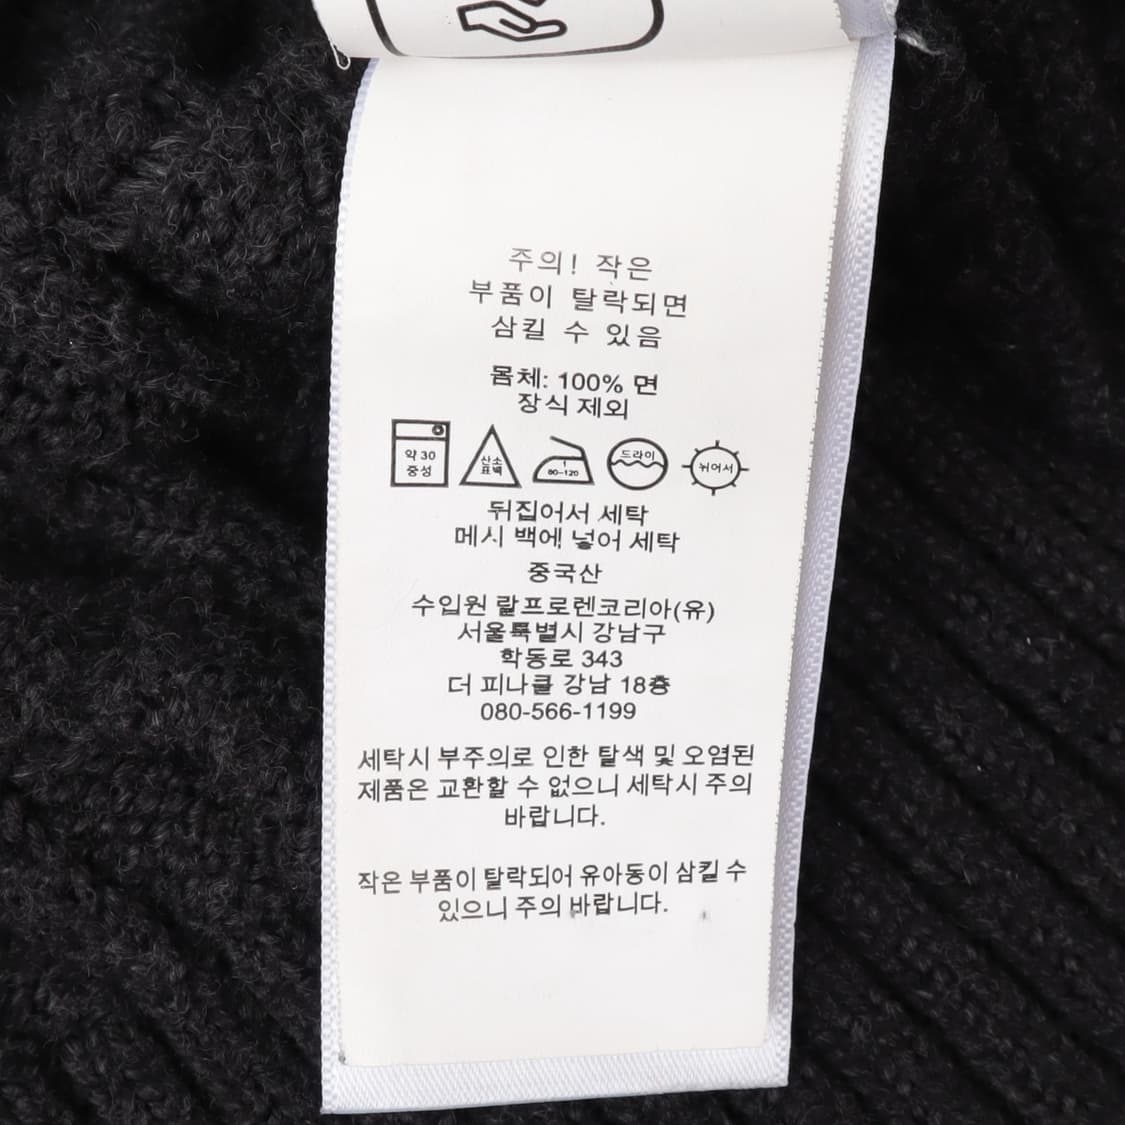 주의! 작은
부품이 탈락되면
삼킬 수 있음
몸체: 100% 면
장식 제외
약 30
중성
산소
표백
1
80-120
드라이
뉘어서
뒤집어서 세탁
메시 백에 넣어 세탁
중국산
수입원 랄프로렌코리아(유)
서울특별시 강남구
학동로 343
더 피나클 강남 18층
080-566-1199
세탁시 부주의로 인한 탈색 및 오염된
제품은 교환할 수 없으니 세탁시 주의
바랍니다.
작은 부품이 탈락되어 유아동이 삼킬 수
있으니 주의 바랍니다.